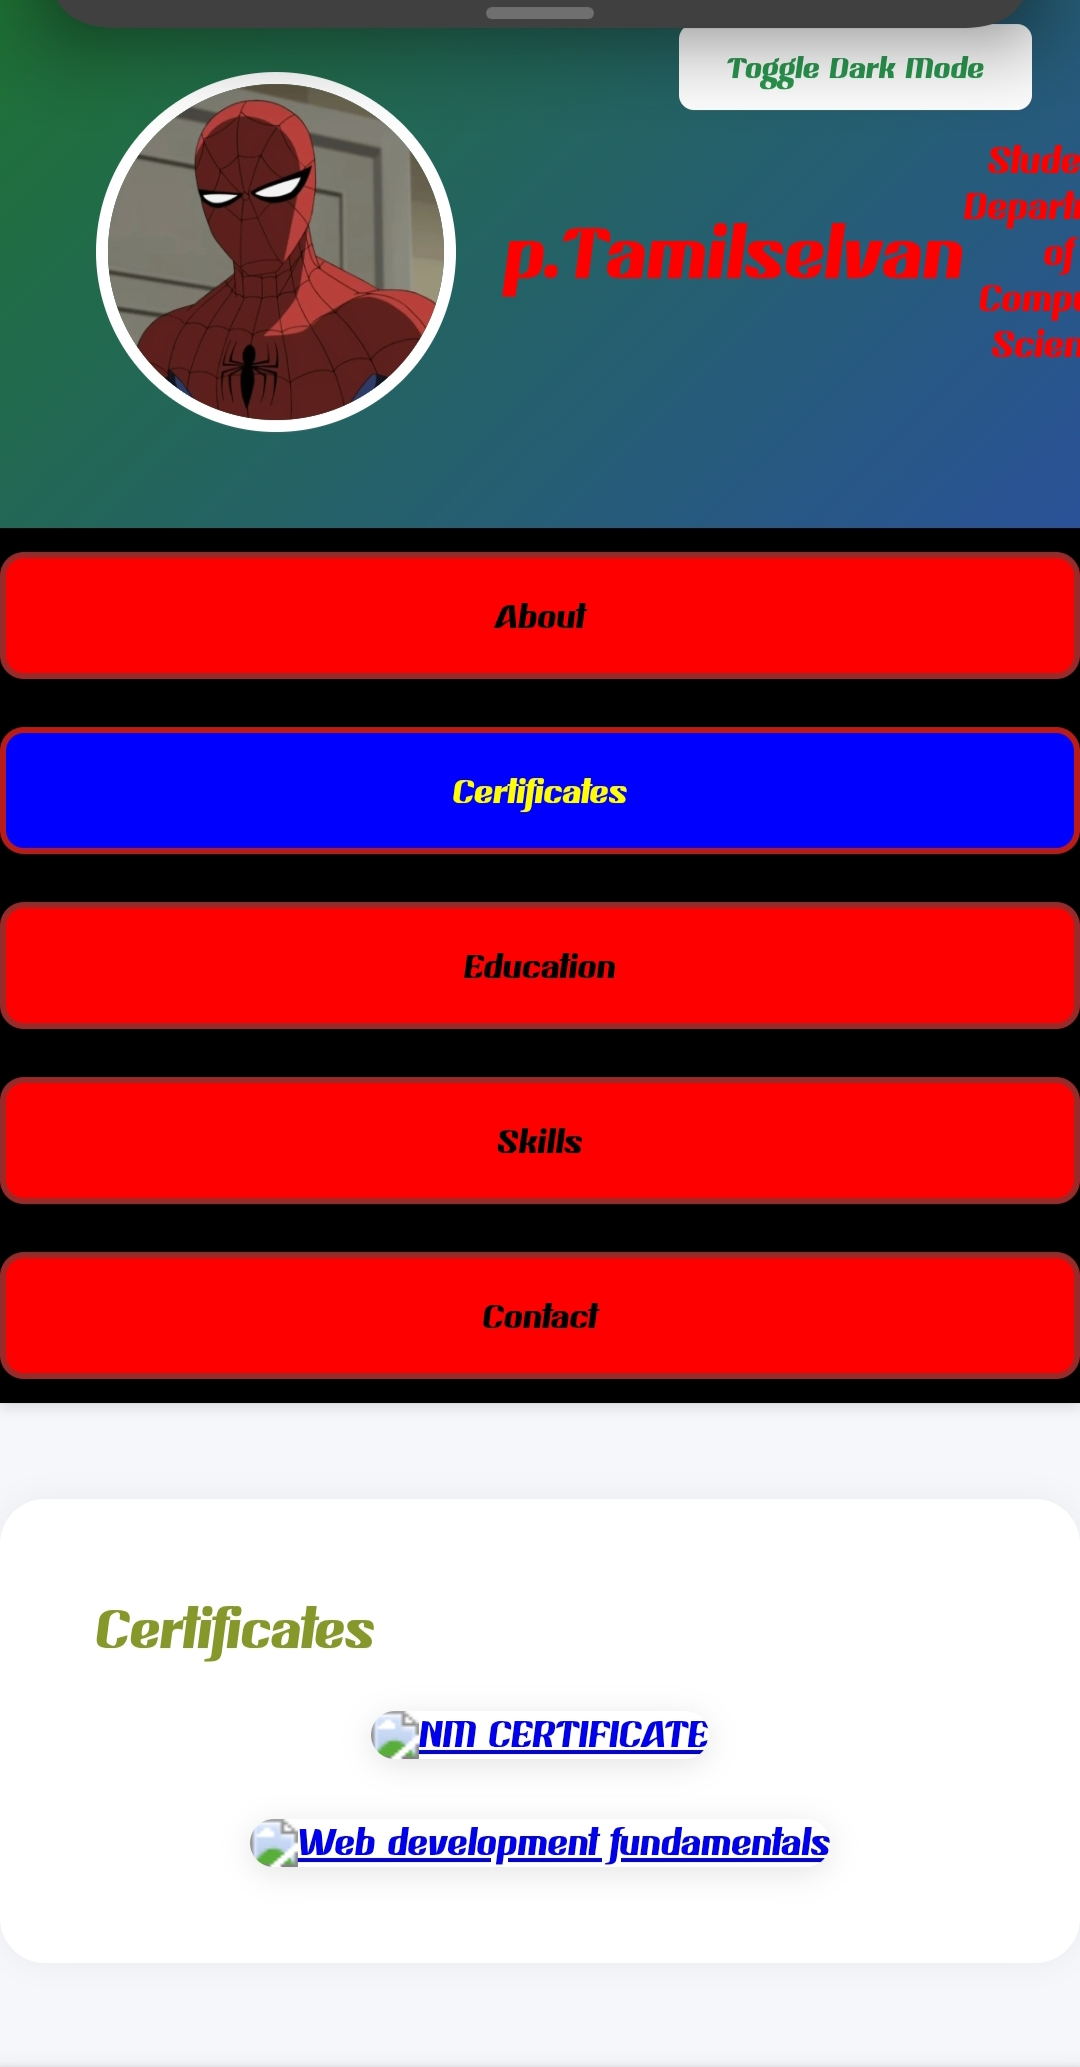 Toggle Dark Mode
p.Tamilselvan
of
About
Certificates
Education
Skills
Contact
Certificates
NM CERTIFICATE
Web development fundamentals